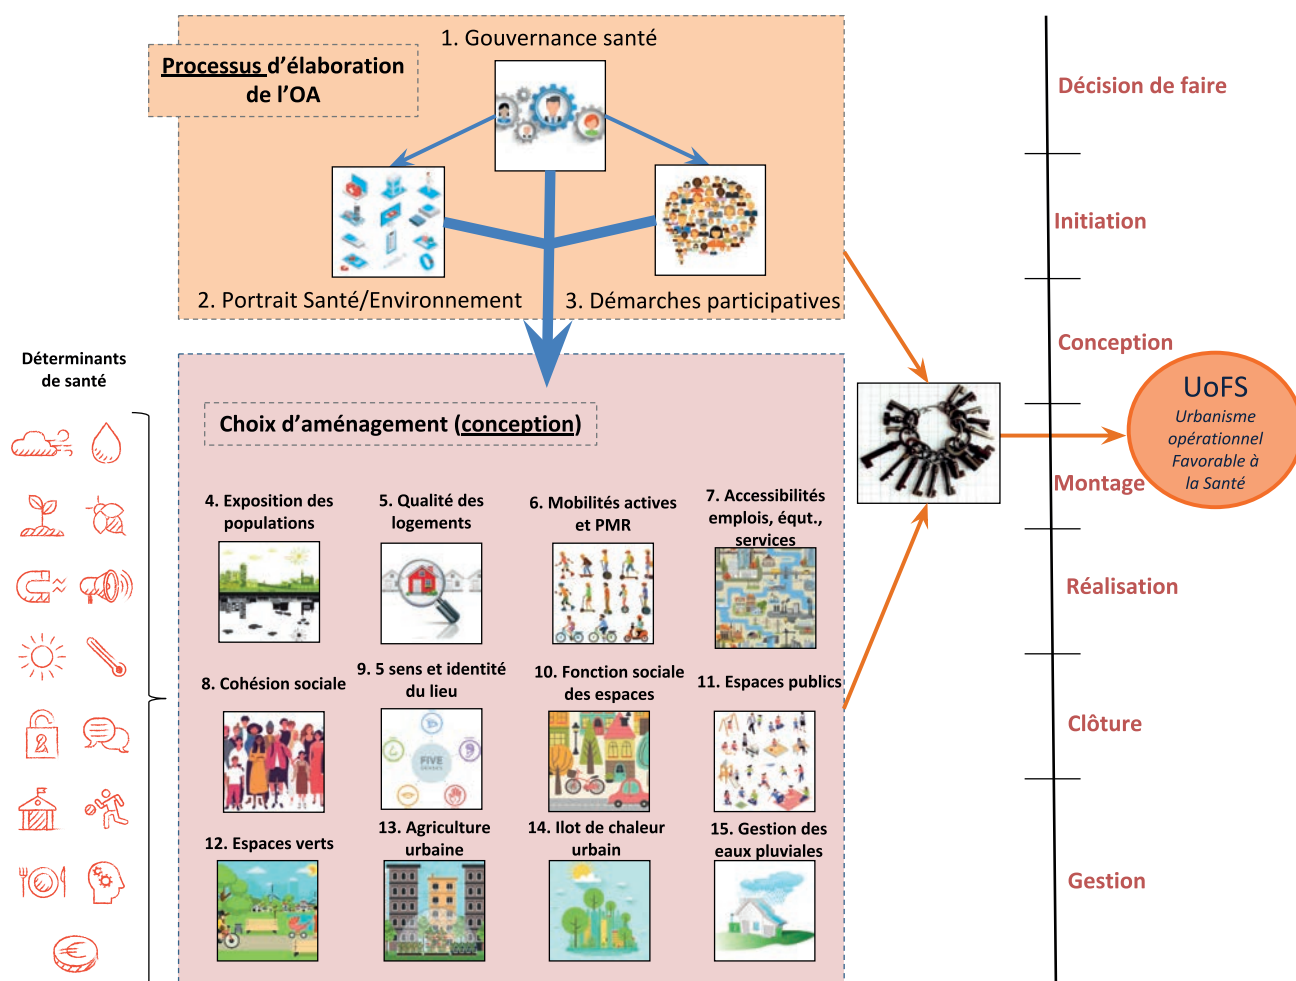 1. Gouvernance santé
Processus d’élaboration
de l’OA
2. Portrait Santé/Environnement
3. Démarches participatives
Déterminants
de santé
Choix d’aménagement (conception)
4. Exposition des
populations
5. Qualité des
logements
6. Mobilités actives
et PMR
7. Accessibilités
emplois, équt.,
services
8. Cohésion sociale
9. 5 sens et identité
du lieu
FIVE
10. Fonction sociale
des espaces
11. Espaces publics
12. Espaces verts
13. Agriculture
urbaine
14. Ilot de chaleur
urbain
15. Gestion des
eaux pluviales
Décision de faire
Initiation
Conception
Montage
Réalisation
Clôture
Gestion
UoFS
Urbanisme
opérationnel
Favorable à
la Santé